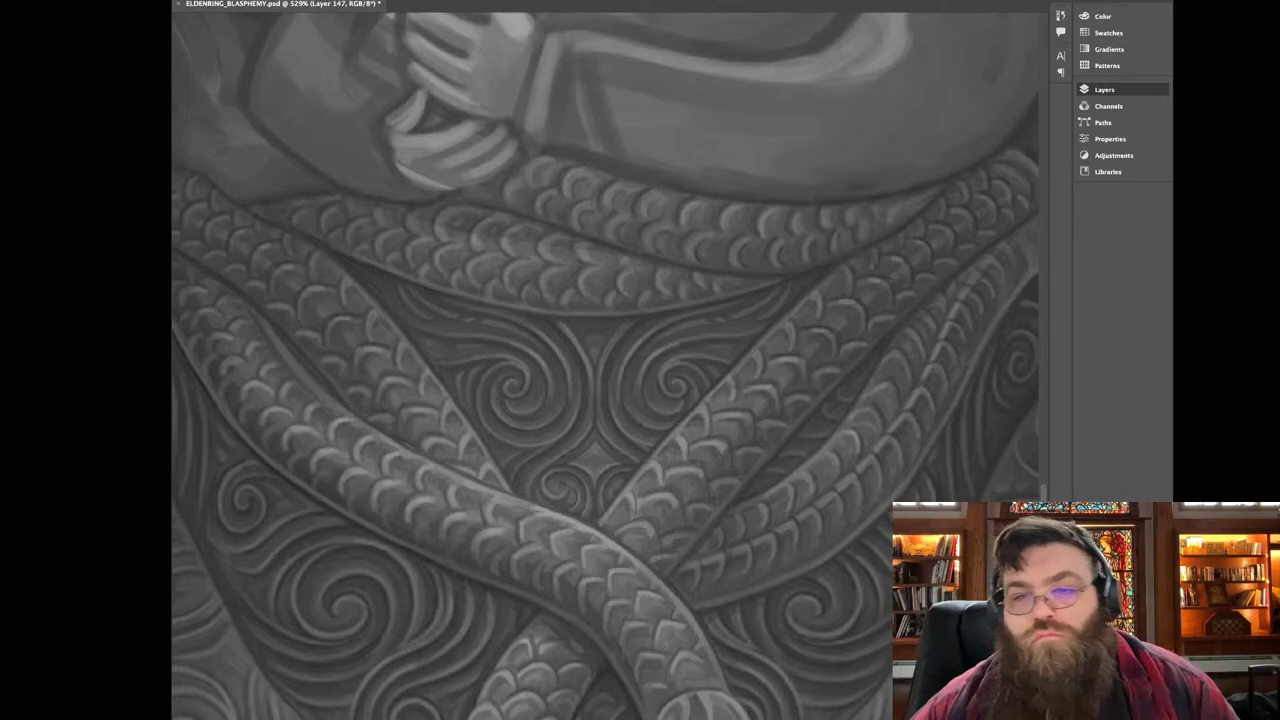 × ELDENRING_BLASPHEMY.psd @ 529% (Layer 147, RGB/8*) *
Color
Swatches
Gradients
Patterns
Layers
Channels
Paths
Properties
Adjustments
Libraries